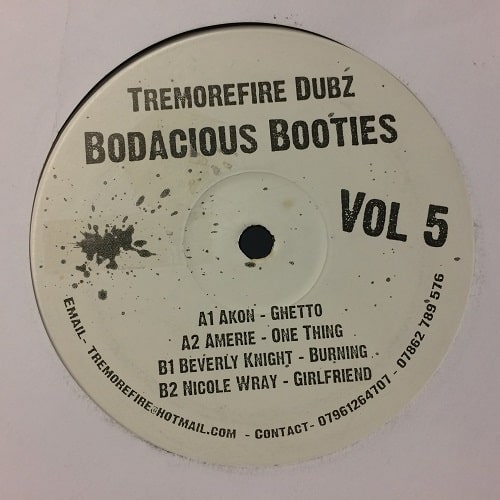 Tremorefire Dubz
Bodacious Booties
Vol 5
A1 Akon - Ghetto
A2 Amerie - One Thing
B1 Beverly Knight - Burning
B2 Nicole Wray - Girlfriend
Email- tremorefire@hotmail.com - Contact- 07961264707 - 07862 789 576